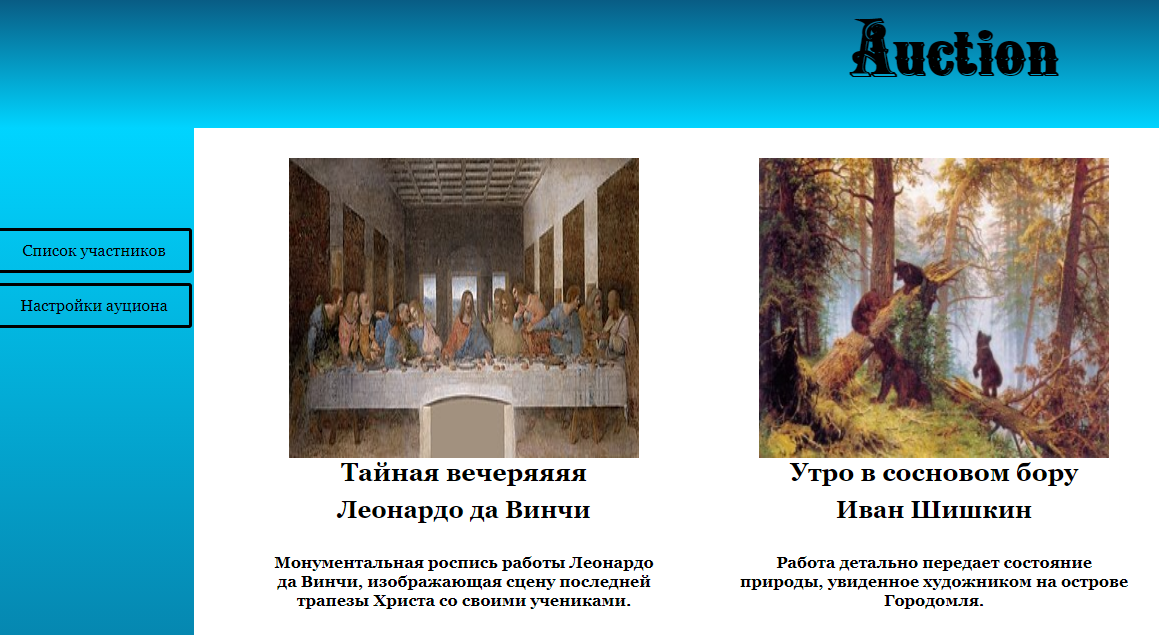 Auction
Список участников
Настройки ауциона
Тайная вечеряяяя
Леонардо да Винчи
Монументальная роспись работы Леонардо
да Винчи, изображающая сцену последней
трапезы Христа со своими учениками.
Утро в сосновом бору
Иван Шишкин
Работа детально передает состояние
природы, увиденное художником на острове
Городомля.